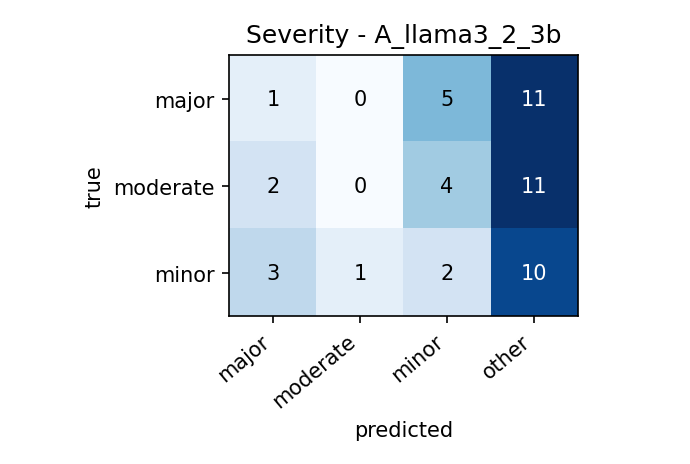 Severity - A_llama3_2_3b
major 1 0 5 11
true
moderate 2 0 4 11
minor 3 1 2 10
major moderate minor other
predicted